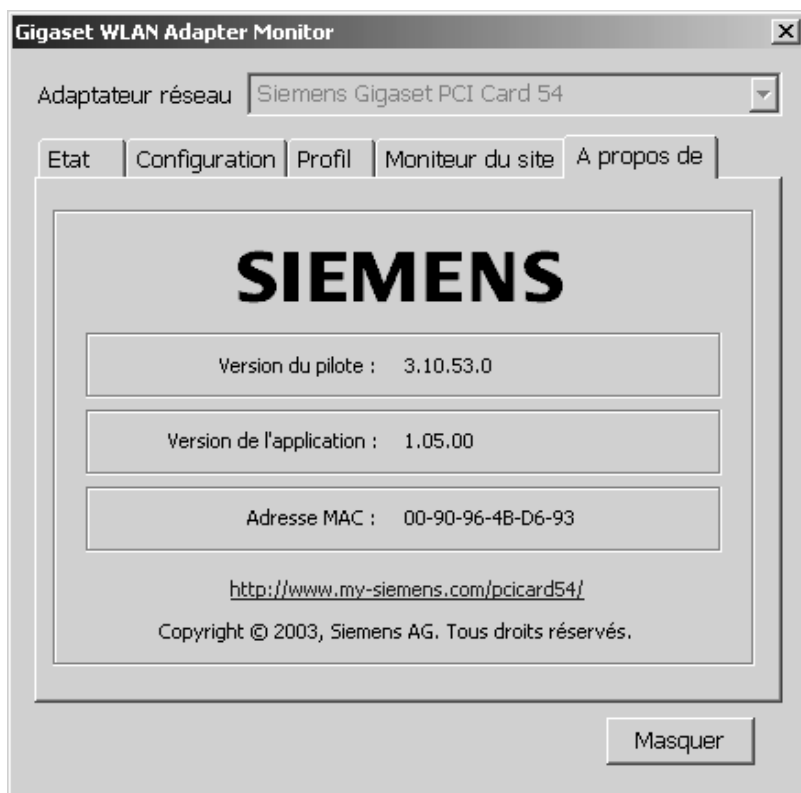 Gigaset WLAN Adapter Monitor
Adaptateur réseau Siemens Gigaset PCI Card 54
Etat Configuration Profil Moniteur du site A propos de
SIEMENS
Version du pilote : 3.10.53.0
Version de l'application : 1.05.00
Adresse MAC : 00-90-96-4B-D6-93
http://www.my-siemens.com/pcicard54/
Copyright © 2003, Siemens AG. Tous droits réservés.
Masquer